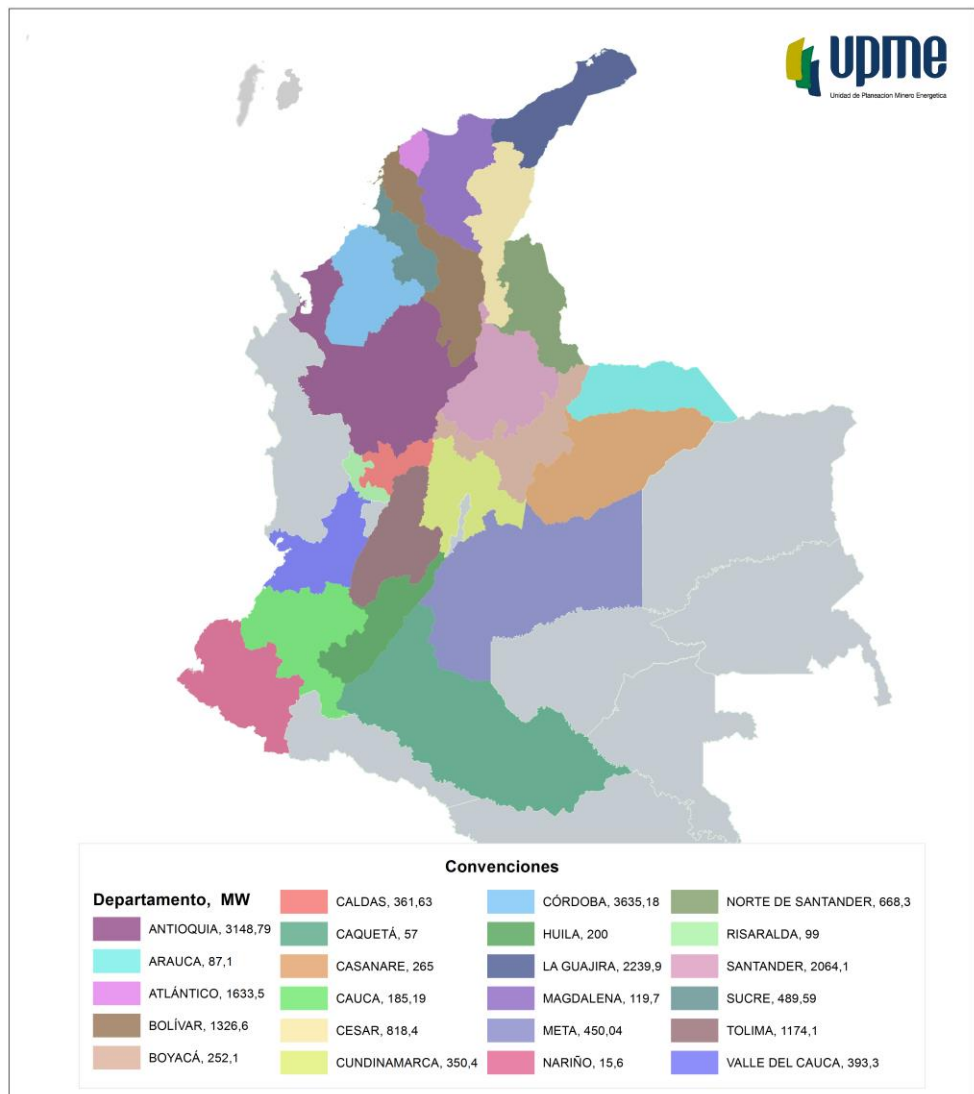 upme
Unidad de Planeacion Minero Energetica
Convenciones
Departamento, MW
ANTIOQUIA, 3148,79
ARAUCA, 87,1
ATLÁNTICO, 1633,5
BOLÍVAR, 1326,6
BOYACÁ, 252,1
CALDAS, 361,63
CAQUETÁ, 57
CASANARE, 265
CAUCA, 185,19
CESAR, 818,4
CUNDINAMARCA, 350,4
CÓRDOBA, 3635,18
HUILA, 200
LA GUAJIRA, 2239,9
MAGDALENA, 119,7
META, 450,04
NARIÑO, 15,6
NORTE DE SANTANDER, 668,3
RISARALDA, 99
SANTANDER, 2064,1
SUCRE, 489,59
TOLIMA, 1174,1
VALLE DEL CAUCA, 393,3